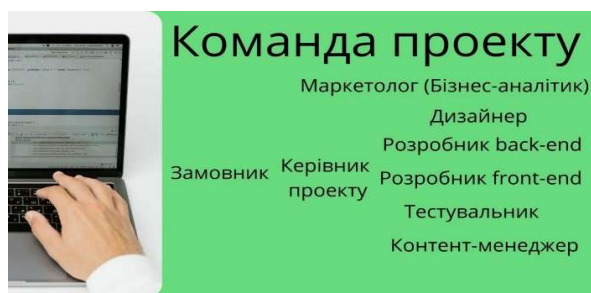 Команда проекту
Маркетолог (Бізнес-аналітик)
Дизайнер
Розробник back-end
Замовник
Керівник
проекту
Розробник front-end
Тестувальник
Контент-менеджер